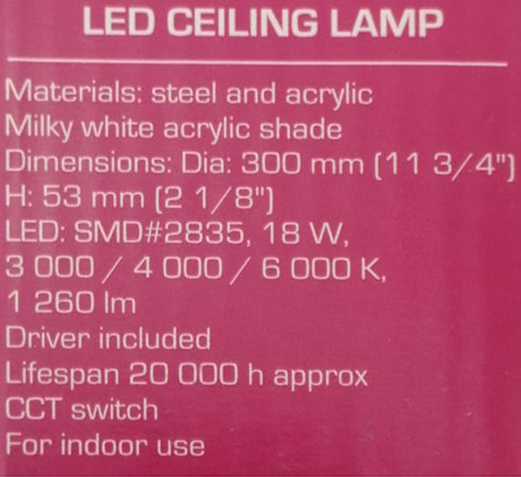 LED CEILING LAMP
Materials: steel and acrylic
Milky white acrylic shade
Dimensions: Dia: 300 mm (11 3/4")
H: 53 mm (2 1/8")
LED: SMD#2835, 18 W,
3 000 / 4 000 / 6 000 K,
1 260 lm
Driver included
Lifespan 20 000 h approx
CCT switch
For indoor use